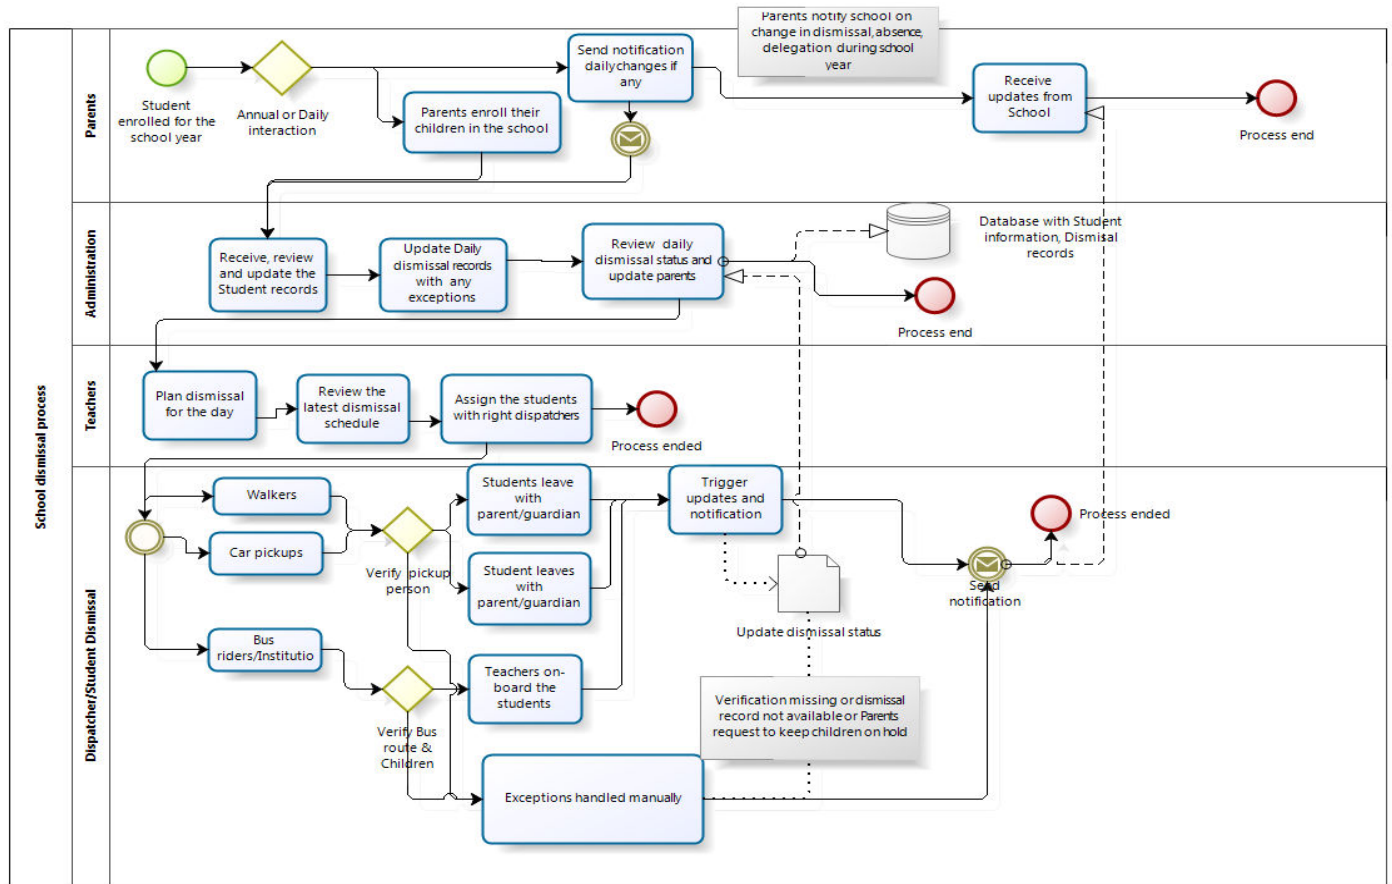 School dismissal process
Parents
Student
enrolled for the
school year
Annual or Daily
interaction
Parents enroll their
children in the school
Send notification
daily changes if
any
Parents notify school on
change in dismissal, absence,
delegation during school
year
Receive
updates from
School
Process end
Administration
Receive, review
and update the
Student records
Update Daily
dismissal records
with any
exceptions
Review daily
dismissal status and
update parents
Database with Student
information, Dismisal
records
Process end
Teachers
Plan dismissal
for the day
Review the
latest dismissal
schedule
Assign the students
with right dispatchers
Process ended
Dispatcher/Student Dismissal
Walkers
Car pickups
Bus
riders/Institutio
Verify pickup
person
Verify Bus
route &
Children
Students leave
with
parent/guardian
Student leaves
with
parent/guardian
Teachers on-
board the
students
Exceptions handled manually
Trigger
updates and
notification
Update dismissal status
Verification missing or dismissal
record not available or Parents
request to keep children on hold
Send
notification
Process ended